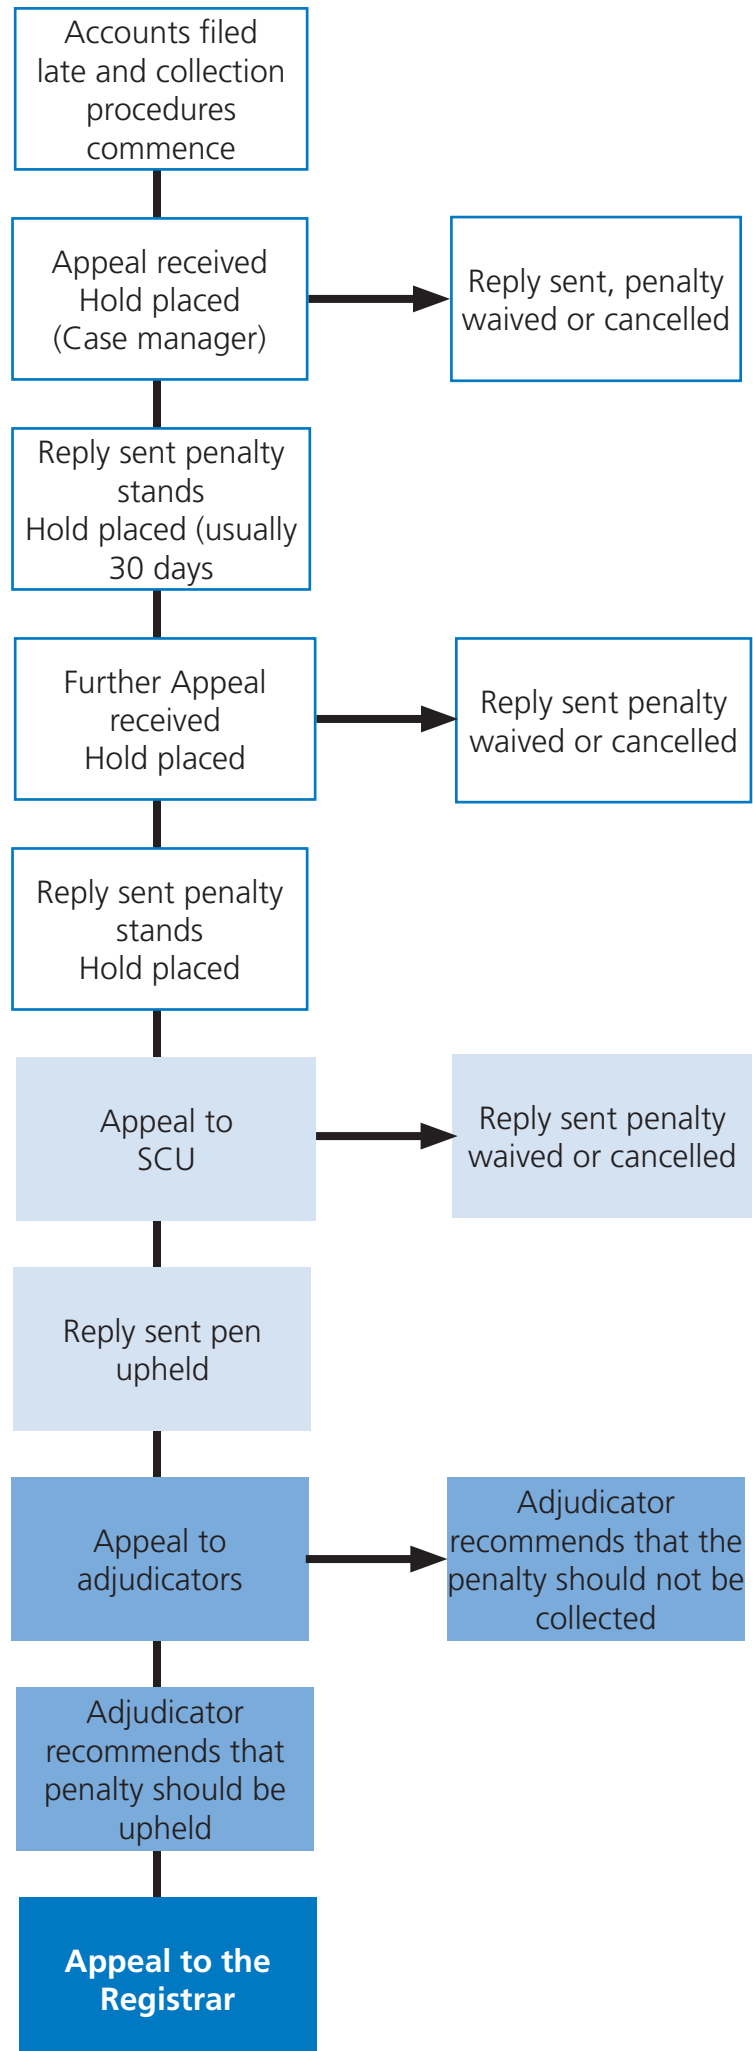 Accounts filed
late and collection
procedures
commence
Appeal received
Hold placed
(Case manager)
Reply sent, penalty
waived or cancelled
Reply sent penalty
stands
Hold placed (usually
30 days
Further Appeal
received
Hold placed
Reply sent penalty
waived or cancelled
Reply sent penalty
stands
Hold placed
Appeal to
SCU
Reply sent penalty
waived or cancelled
Reply sent pen
upheld
Appeal to
adjudicators
Adjudicator
recommends that the
penalty should not be
collected
Adjudicator
recommends that
penalty should be
upheld
Appeal to the
Registrar